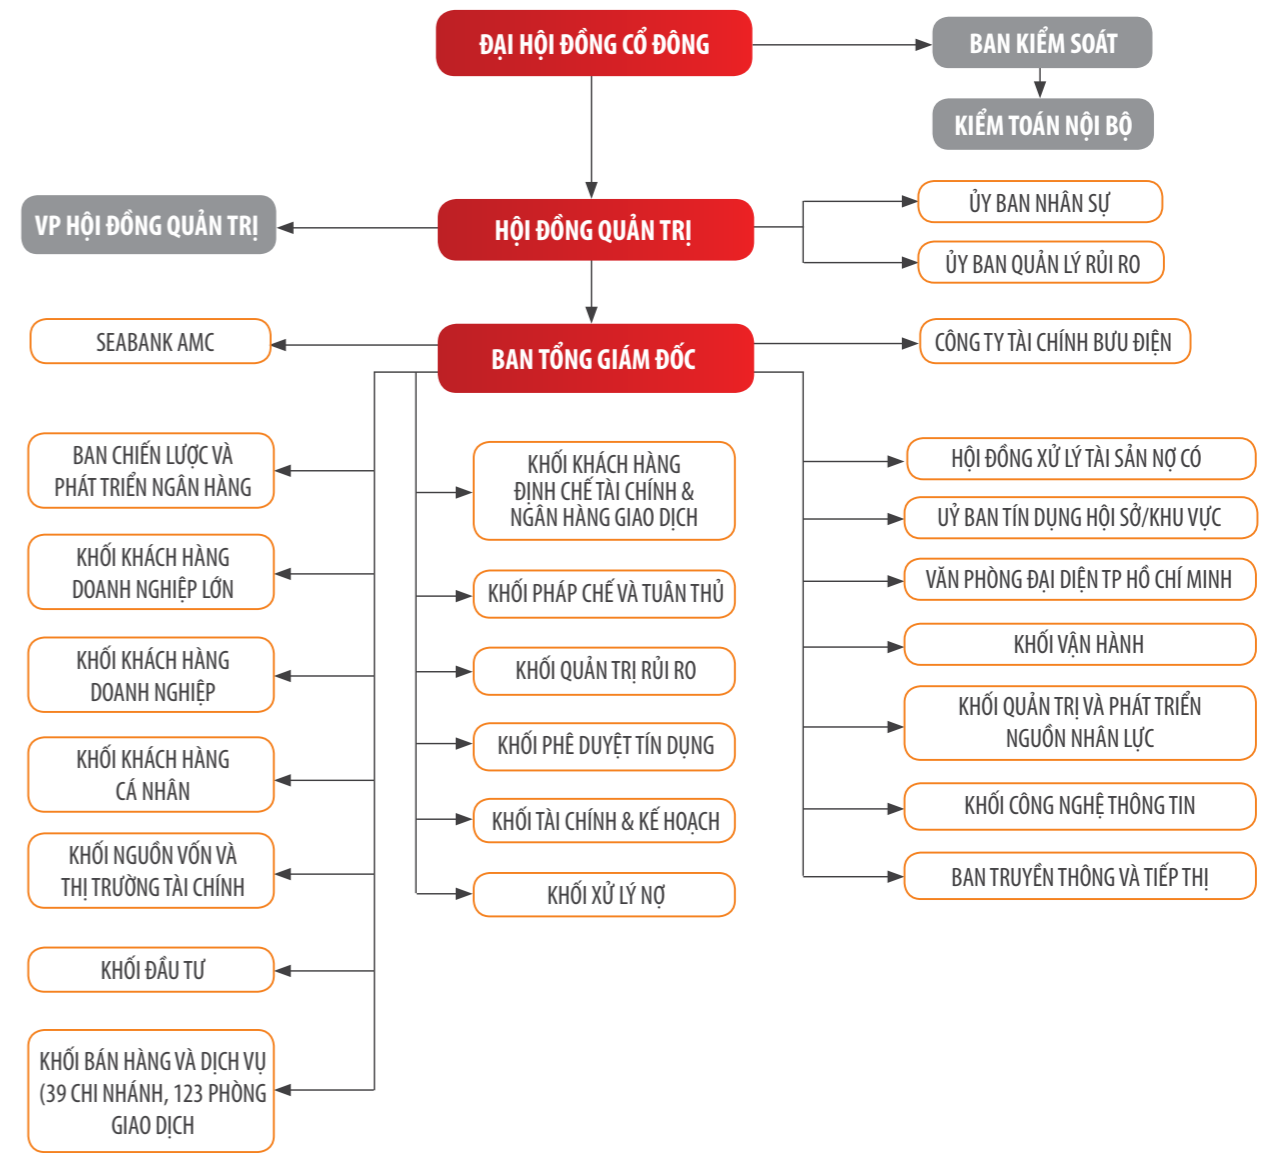 ĐẠI HỘI ĐỒNG CỔ ĐÔNG
BAN KIỂM SOÁT
KIỂM TOÁN NỘI BỘ
VP HỘI ĐỒNG QUẢN TRỊ
HỘI ĐỒNG QUẢN TRỊ
ỦY BAN NHÂN SỰ
ỦY BAN QUẢN LÝ RỦI RO
SEABANK AMC
BAN TỔNG GIÁM ĐỐC
CÔNG TY TÀI CHÍNH BƯU ĐIỆN
BAN CHIẾN LƯỢC VÀ
PHÁT TRIỂN NGÂN HÀNG
KHỐI KHÁCH HÀNG
DOANH NGHIỆP LỚN
KHỐI KHÁCH HÀNG
DOANH NGHIỆP
KHỐI KHÁCH HÀNG
CÁ NHÂN
KHỐI NGUỒN VỐN VÀ
THỊ TRƯỜNG TÀI CHÍNH
KHỐI ĐẦU TƯ
KHỐI BÁN HÀNG VÀ DỊCH VỤ
(39 CHI NHÁNH, 123 PHÒNG
GIAO DỊCH
KHỐI KHÁCH HÀNG
ĐỊNH CHẾ TÀI CHÍNH &
NGÂN HÀNG GIAO DỊCH
KHỐI PHÁP CHẾ VÀ TUÂN THỦ
KHỐI QUẢN TRỊ RỦI RO
KHỐI PHÊ DUYỆT TÍN DỤNG
KHỐI TÀI CHÍNH & KẾ HOẠCH
KHỐI XỬ LÝ NỢ
HỘI ĐỒNG XỬ LÝ TÀI SẢN NỢ CÓ
UỶ BAN TÍN DỤNG HỘI SỞ/KHU VỰC
VĂN PHÒNG ĐẠI DIỆN TP HỒ CHÍ MINH
KHỐI VẬN HÀNH
KHỐI QUẢN TRỊ VÀ PHÁT TRIỂN
NGUỒN NHÂN LỰC
KHỐI CÔNG NGHỆ THÔNG TIN
BAN TRUYỀN THÔNG VÀ TIẾP THỊ